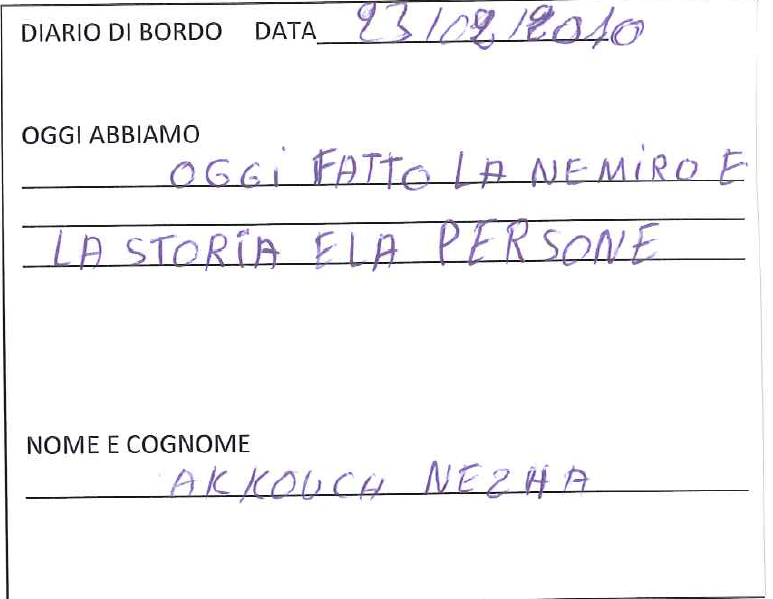 DIARIO DI BORDO DATA 23/02/2010
OGGI ABBIAMO
OGGi FATTO LA NEMiRO E
LA STORiA E LA PERSONE
NOME E COGNOME
AKKOUCH NEZHA